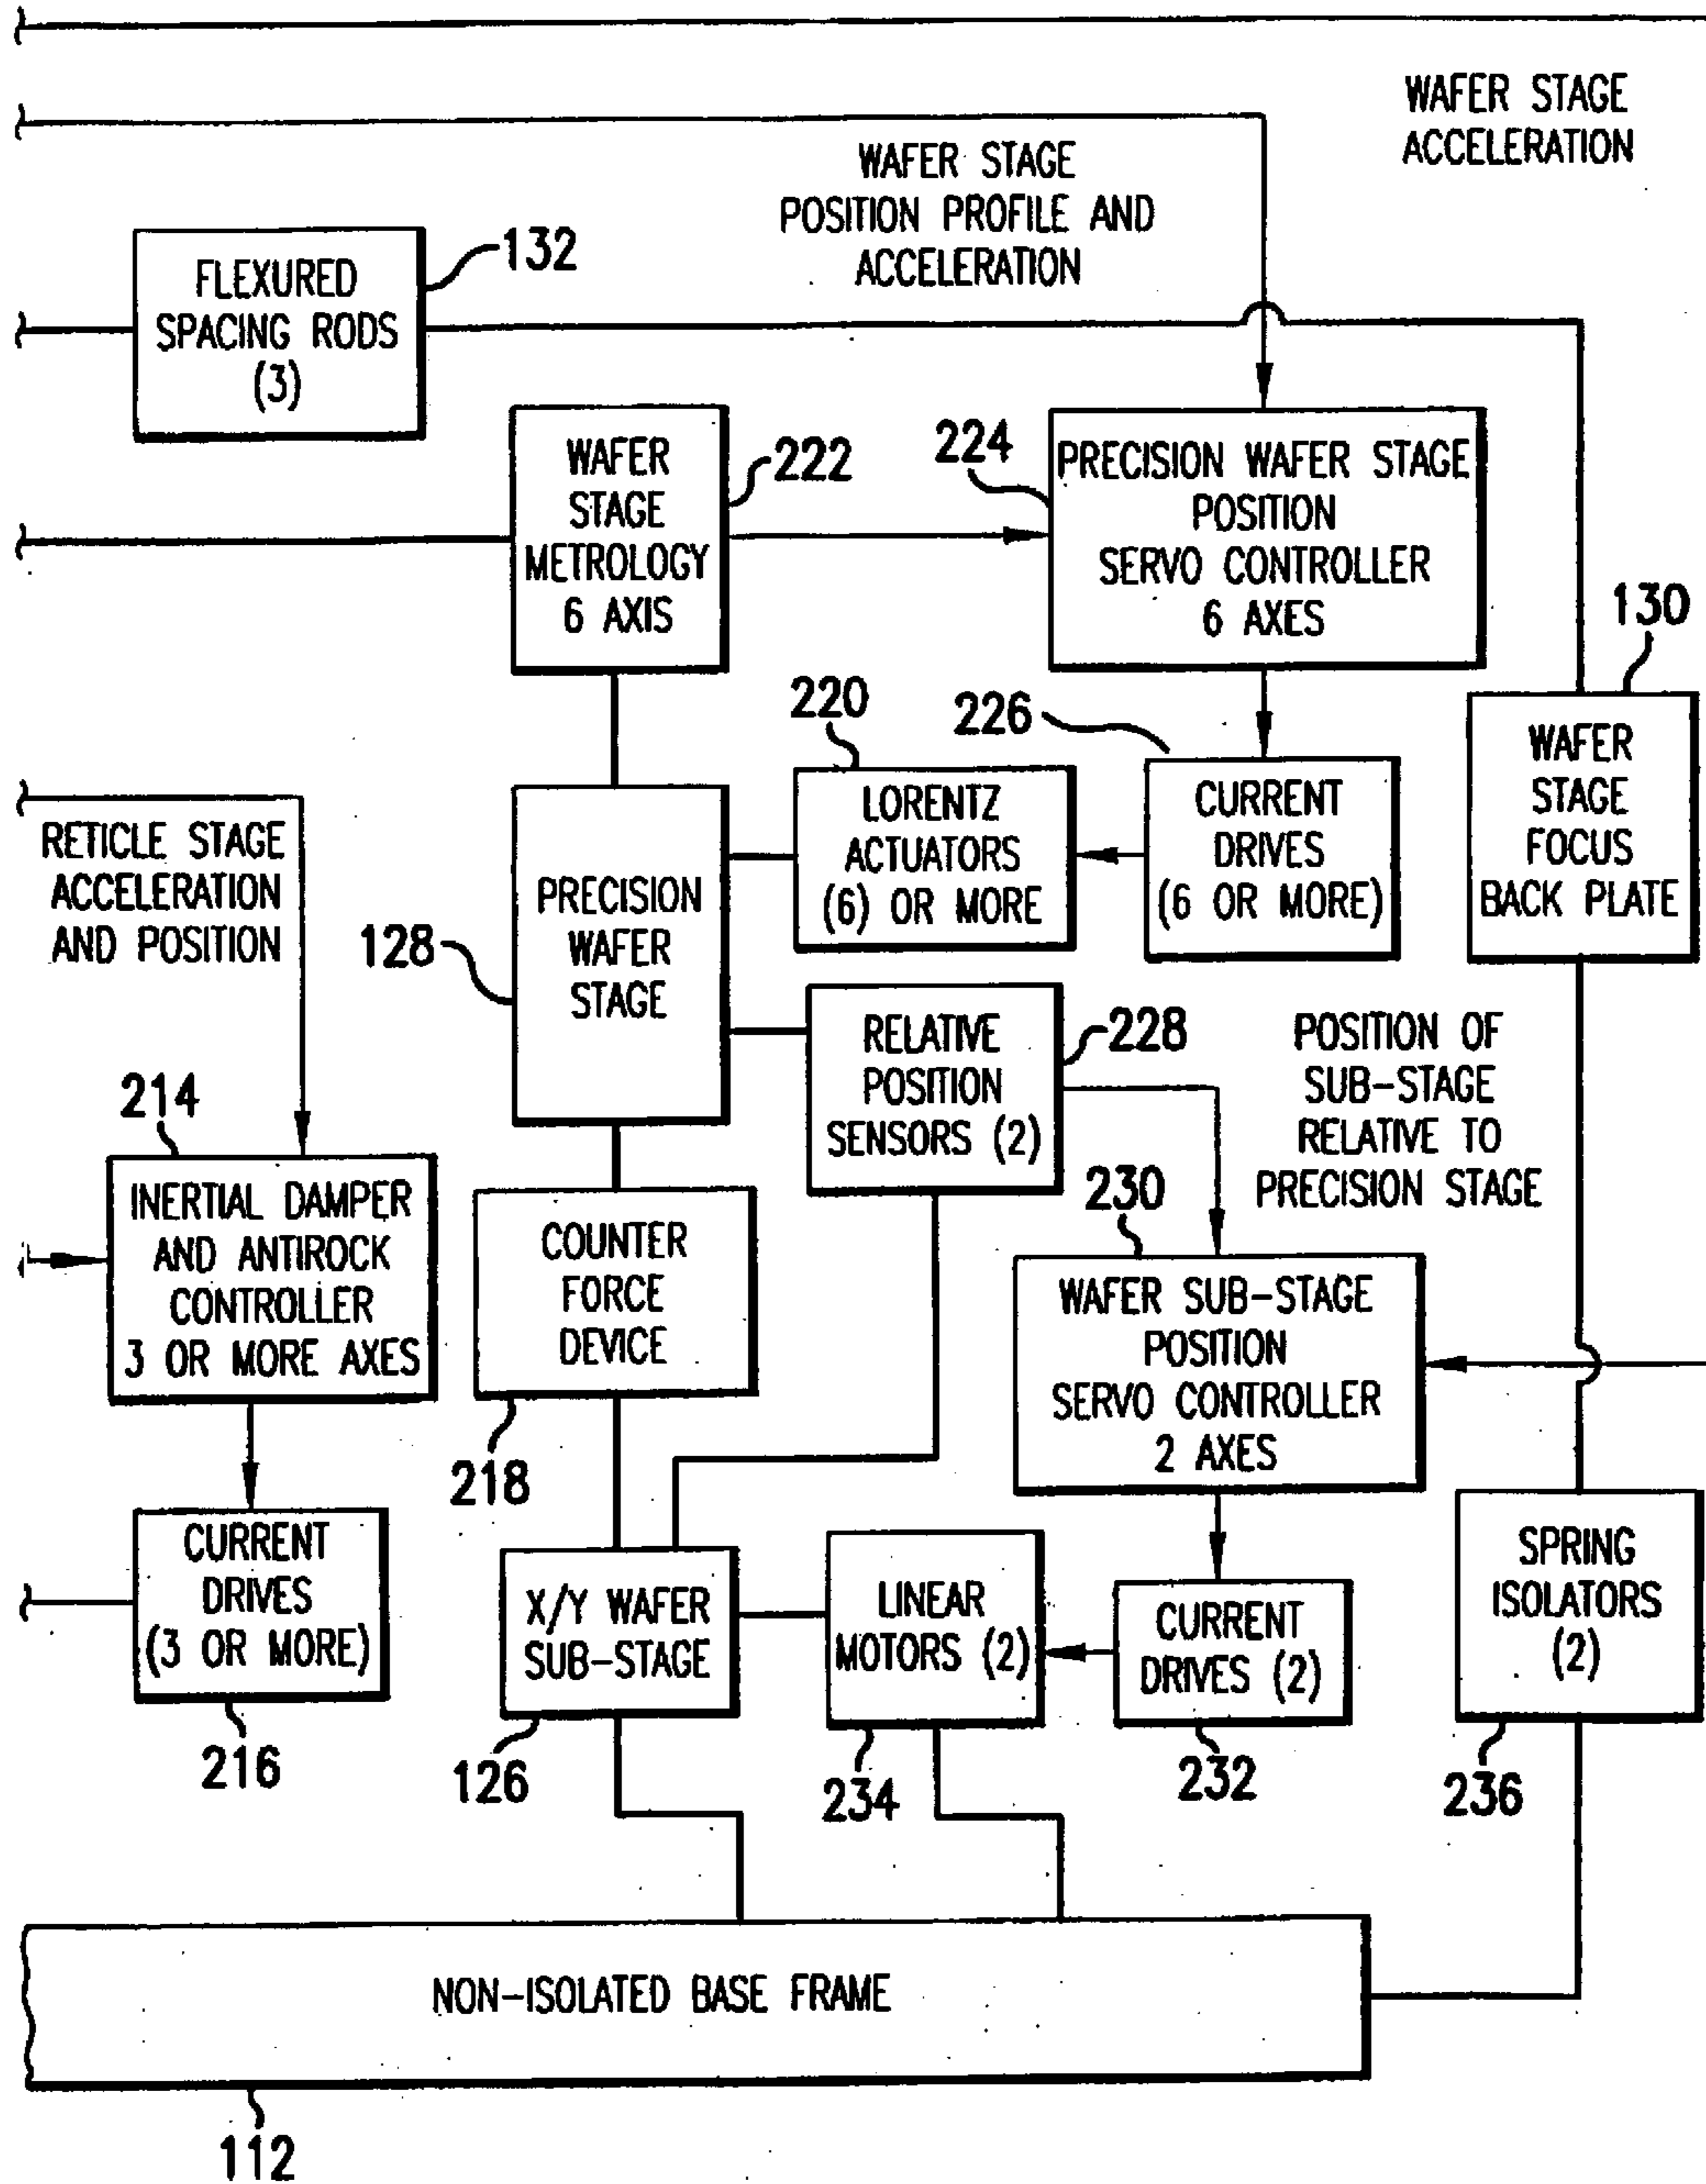 WAFER STAGE
ACCELERATION
WAFER STAGE
POSITION PROFILE AND
ACCELERATION
FLEXURED
SPACING RODS
(3)
132
WAFER
STAGE
METROLOGY
6 AXIS
222
224
PRECISION WAFER STAGE
POSITION
SERVO CONTROLLER
6 AXES
130
WAFER
STAGE
FOCUS
BACK PLATE
220
LORENTZ
ACTUATORS
(6) OR MORE
226
CURRENT
DRIVES
(6 OR MORE)
RETICLE STAGE
ACCELERATION
AND POSITION
128
PRECISION
WAFER
STAGE
RELATIVE
POSITION
SENSORS (2)
228
POSITION OF
SUB-STAGE
RELATIVE TO
PRECISION STAGE
214
INERTIAL DAMPER
AND ANTIROCK
CONTROLLER
3 OR MORE AXES
COUNTER
FORCE
DEVICE
218
230
WAFER SUB-STAGE
POSITION
SERVO CONTROLLER
2 AXES
CURRENT
DRIVES
(3 OR MORE)
216
X/Y WAFER
SUB-STAGE
126
LINEAR
MOTORS (2)
234
CURRENT
DRIVES (2)
232
SPRING
ISOLATORS
(2)
236
NON-ISOLATED BASE FRAME
112